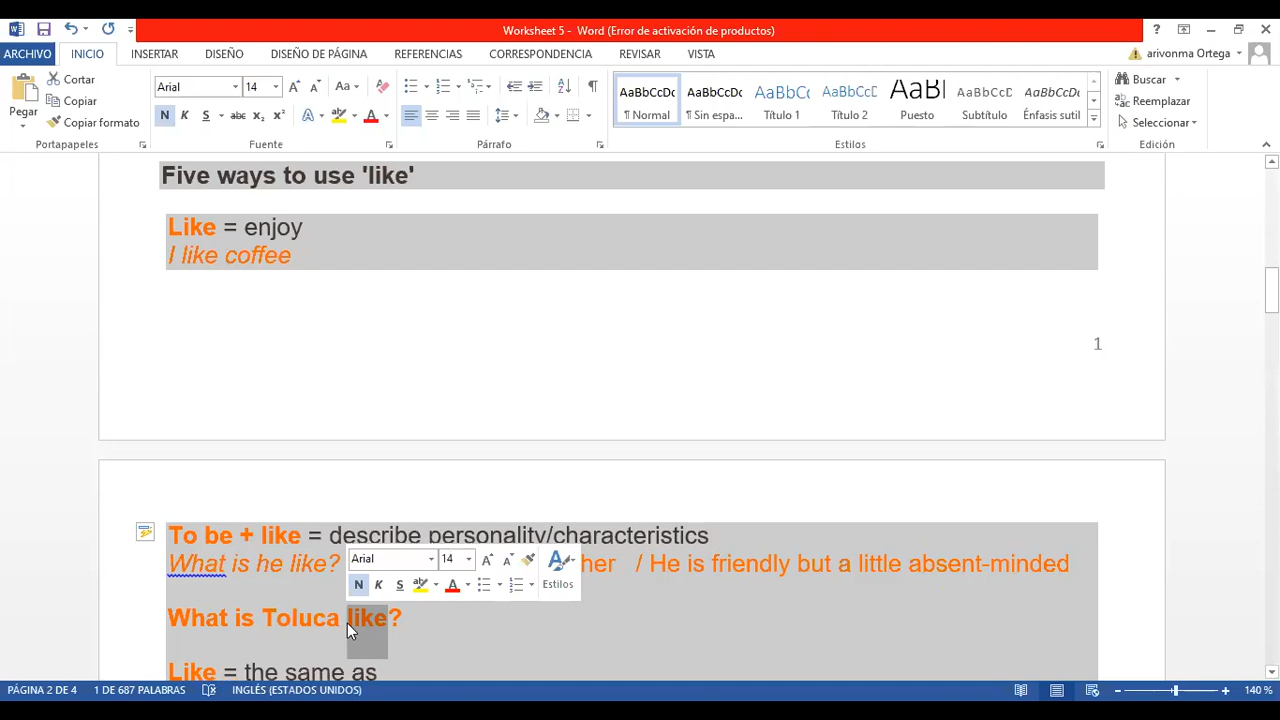 Worksheet 5 - Word (Error de activación de productos)
ARCHIVO INICIO INSERTAR DISEÑO DISEÑO DE PÁGINA REFERENCIAS CORRESPONDENCIA REVISAR VISTA arivonma Ortega
Pegar
Cortar
Copiar
Copiar formato
Portapapeles
Arial 14
N K S abc x₂ x² A
Fuente
Párrafo
AaBbCcDc AaBbCcDc AaBbCc AaBbCcD AaBbC AaBbCcD AaBbCcDc
¶ Normal ¶ Sin espa... Título 1 Título 2 Puesto Subtítulo Énfasis sutil
Estilos
Buscar
Reemplazar
Seleccionar
Edición
Five ways to use 'like'
Like = enjoy
I like coffee
1
To be + like = describe personality/characteristics
What is he like? her / He is friendly but a little absent-minded
Arial 14
N K S Estilos
What is Toluca like?
Like = the same as
PÁGINA 2 DE 4 1 DE 687 PALABRAS INGLÉS (ESTADOS UNIDOS) 140 %